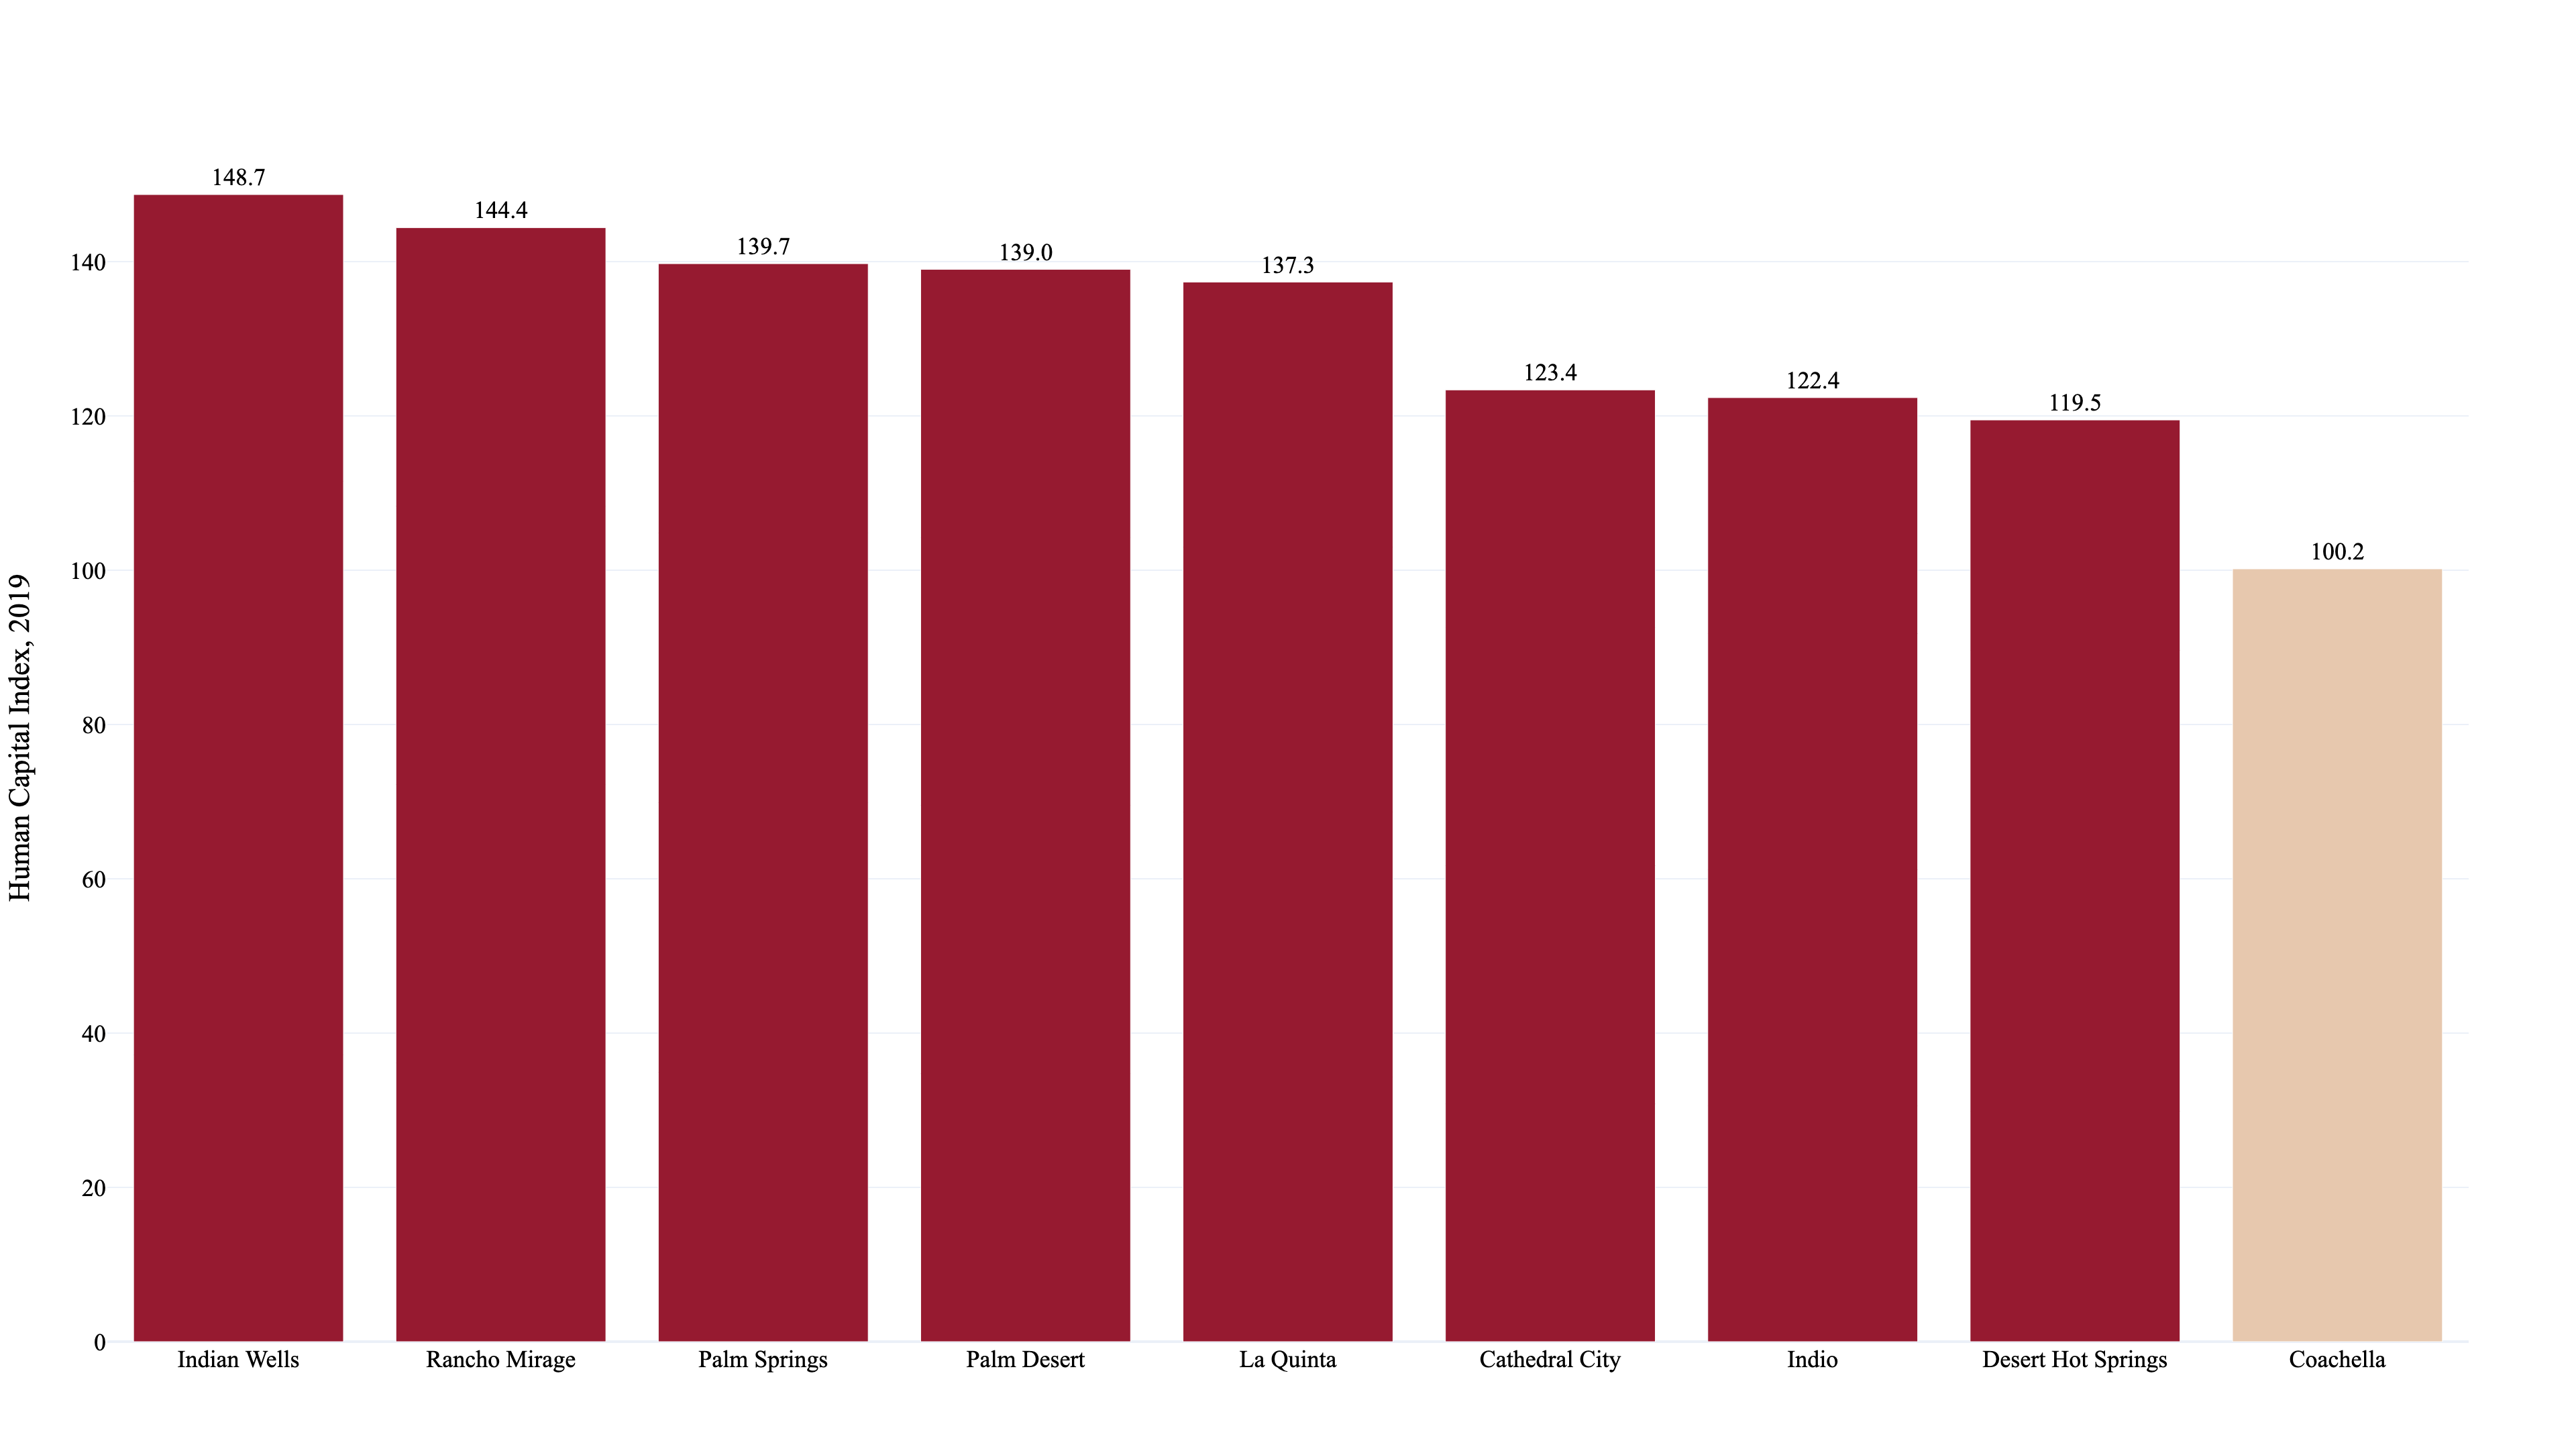 148.7
144.4
139.7
139.0
137.3
123.4
122.4
119.5
100.2
140
120
100
80
60
40
20
0
Human Capital Index, 2019
Indian Wells
Rancho Mirage
Palm Springs
Palm Desert
La Quinta
Cathedral City
Indio
Desert Hot Springs
Coachella